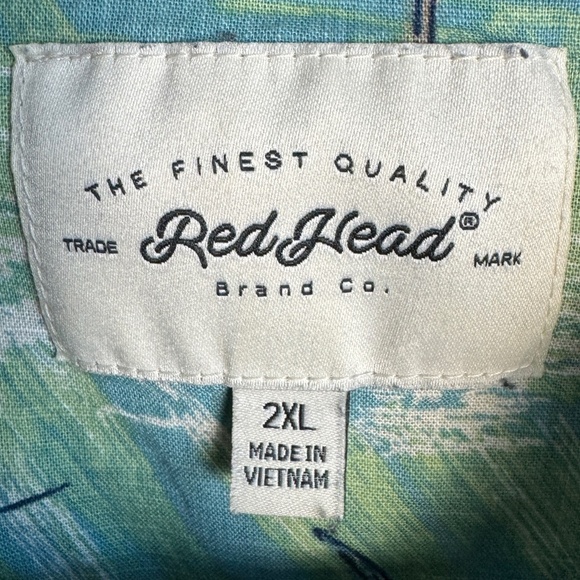 THE FINEST QUALITY
TRADE RedHead® MARK
Brand Co.
2XL
MADE IN
VIETNAM